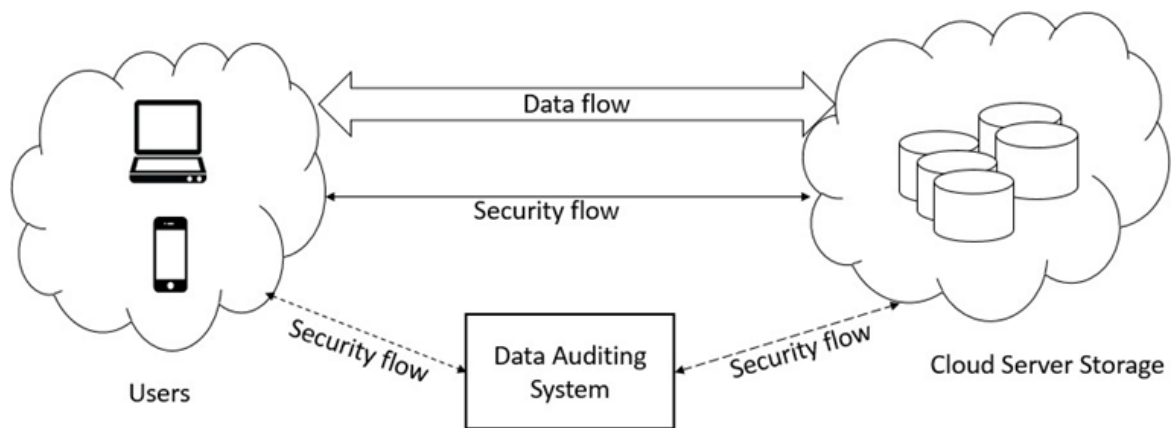 Data flow
Security flow
Security flow
Security flow
Data Auditing
System
Users
Cloud Server Storage